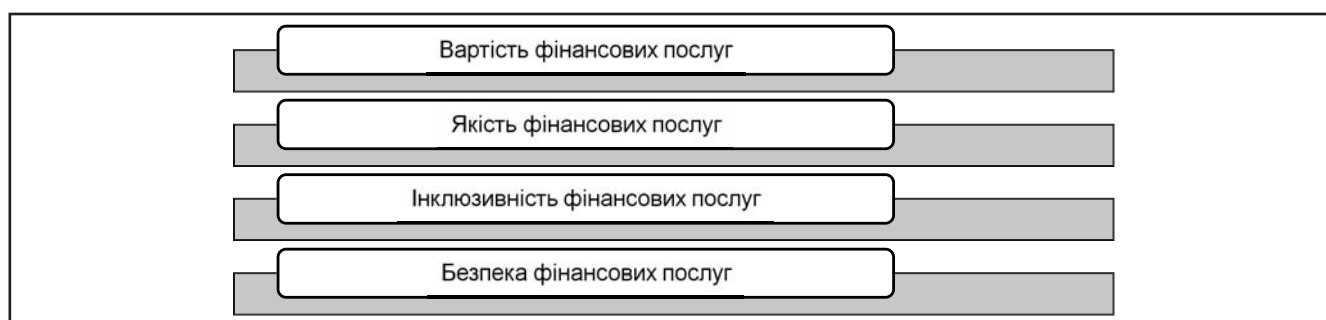 Вартість фінансових послуг
Якість фінансових послуг
Інклюзивність фінансових послуг
Безпека фінансових послуг